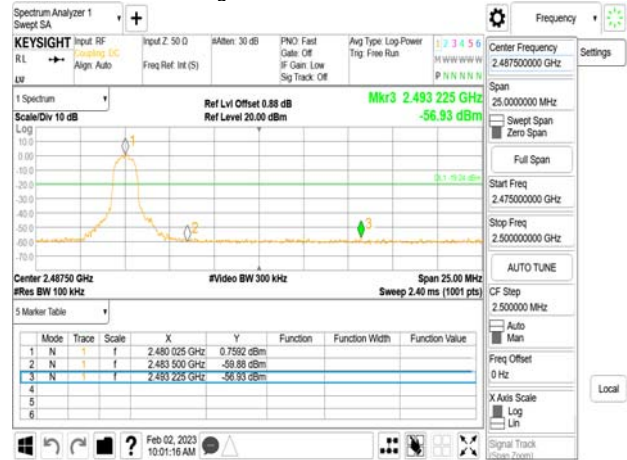 Spectrum Analyzer 1
Swept SA
+
Frequency
KEYSIGHT
RL
LV
Input: RF
Coupling: DC
Align: Auto
Input Z: 50 Ω
Freq Ref: Int (S)
#Atten: 30 dB
PNO: Fast
Gate: Off
IF Gain: Low
Sig Track: Off
Avg Type: Log-Power
Trig: Free Run
1 2 3 4 5 6
M W W W W W
P N N N N N
1 Spectrum
Scale/Div 10 dB
Ref Lvl Offset 0.88 dB
Ref Level 20.00 dBm
Mkr3 2.493 225 GHz
-56.93 dBm
Log
10.0
0.00
-10.0
-20.0
-30.0
-40.0
-50.0
-60.0
-70.0
1
2
3
DL1 -19.24 dBm
Center 2.48750 GHz
#Video BW 300 kHz
Span 25.00 MHz
#Res BW 100 kHz
Sweep 2.40 ms (1001 pts)
5 Marker Table
Mode Trace Scale X Y Function Function Width Function Value
1 N 1 f 2.480 025 GHz 0.7592 dBm
2 N 1 f 2.483 500 GHz -59.88 dBm
3 N 1 f 2.493 225 GHz -56.93 dBm
4
5
6
?
Feb 02, 2023
10:01:16 AM
Center Frequency
2.487500000 GHz
Settings
Span
25.0000000 MHz
Swept Span
Zero Span
Full Span
Start Freq
2.475000000 GHz
Stop Freq
2.500000000 GHz
AUTO TUNE
CF Step
2.500000 MHz
Auto
Man
Freq Offset
0 Hz
Local
X Axis Scale
Log
Lin
Signal Track
(Span Zoom)